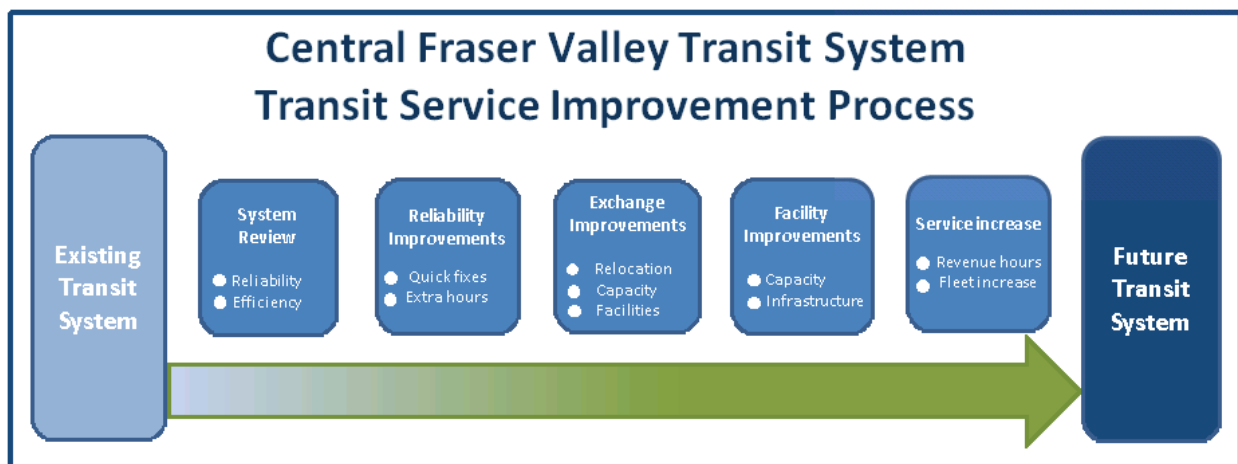 Central Fraser Valley Transit System
Transit Service Improvement Process
Existing
Transit
System
System
Review
Reliability
Efficiency
Reliability
Improvements
Quick fixes
Extra hours
Exchange
Improvements
Relocation
Capacity
Facilities
Facility
Improvements
Capacity
Infrastructure
Service increase
Revenue hours
Fleet increase
Future
Transit
System